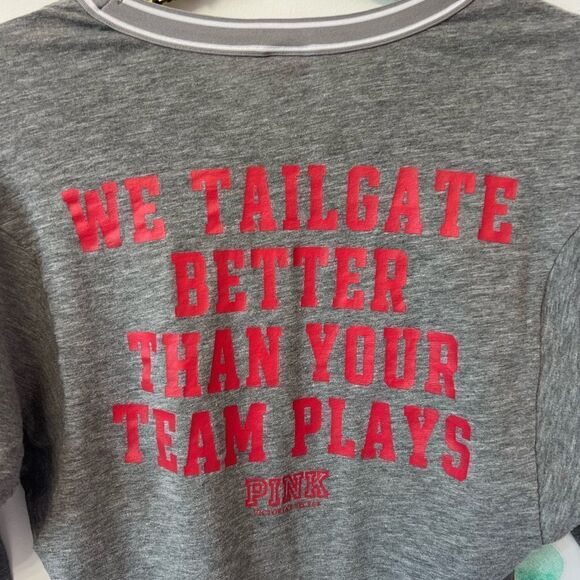 WE TAILGATE
BETTER
THAN YOUR
TEAM PLAYS
PINK
VICTORIA'S SECRET